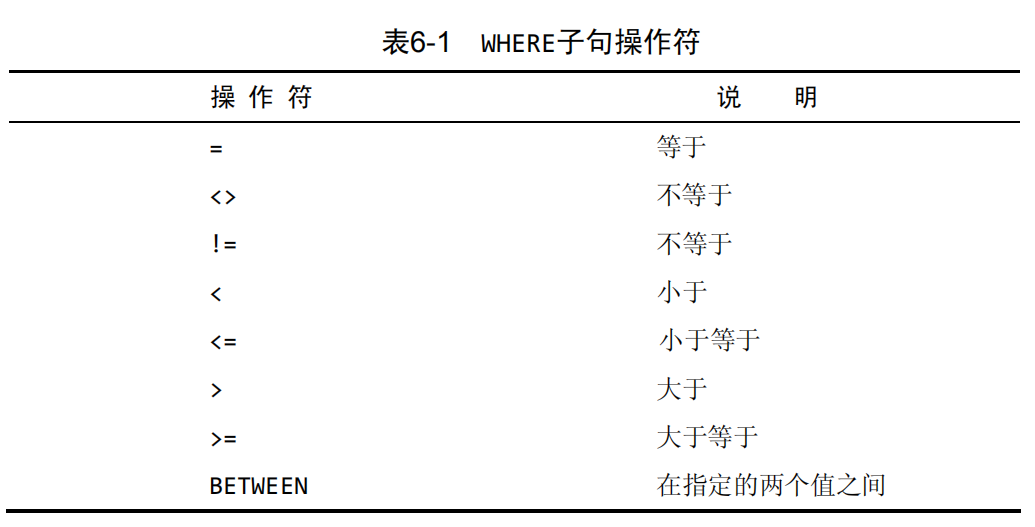 表6-1 WHERE子句操作符
操作符 说明
= 等于
<> 不等于
!= 不等于
< 小于
<= 小于等于
> 大于
>= 大于等于
BETWEEN 在指定的两个值之间